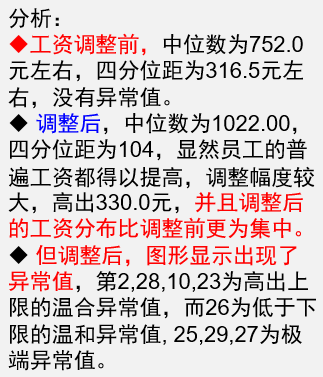 分析：
◆工资调整前，中位数为752.0
元左右，四分位距为316.5元左
右，没有异常值。
◆ 调整后，中位数为1022.00，
四分位距为104，显然员工的普
遍工资都得以提高，调整幅度较
大，高出330.0元，并且调整后
的工资分布比调整前更为集中。
◆ 但调整后，图形显示出现了
异常值，第2,28,10,23为高出上
限的温合异常值，而26为低于下
限的温和异常值, 25,29,27为极
端异常值。